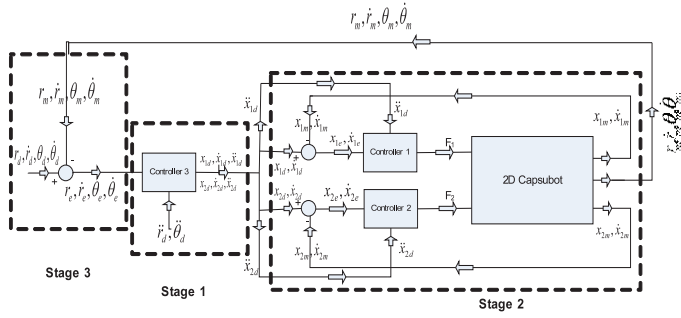 r_m, ṙ_m, θ_m, θ̇_m
r_m, ṙ_m, θ_m, θ̇_m
r_d, ṙ_d, θ_d, θ̇_d
+
-
r_e, ṙ_e, θ_e, θ̇_e
Stage 3
Controller 3
x_{1d}, ẋ_{1d}, ẍ_{1d}
x_{2d}, ẋ_{2d}, ẍ_{2d}
r̈_d, θ̈_d
Stage 1
ẍ_{1d}
ẍ_{2d}
x_{1m}, ẋ_{1m}
ẍ_{1d}
-
+
x_{1d}, ẋ_{1d}
x_{1e}, ẋ_{1e}
Controller 1
F_1
x_{2d}, ẋ_{2d}
+
-
x_{2e}, ẋ_{2e}
Controller 2
F_2
x_{2m}, ẋ_{2m}
ẍ_{2d}
2D Capsubot
x_{1m}, ẋ_{1m}
x_{2m}, ẋ_{2m}
Stage 2